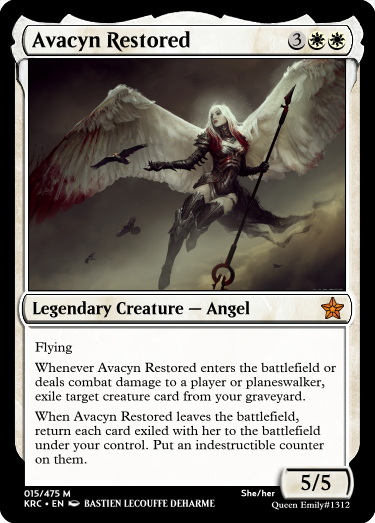 Avacyn Restored 3
Legendary Creature — Angel
Flying
Whenever Avacyn Restored enters the battlefield or
deals combat damage to a player or planeswalker,
exile target creature card from your graveyard.
When Avacyn Restored leaves the battlefield,
return each card exiled with her to the battlefield
under your control. Put an indestructible counter
on them.
5/5
015/475 M She/her
KRC • EN BASTIEN LECOUFFE DEHARME Queen Emily#1312